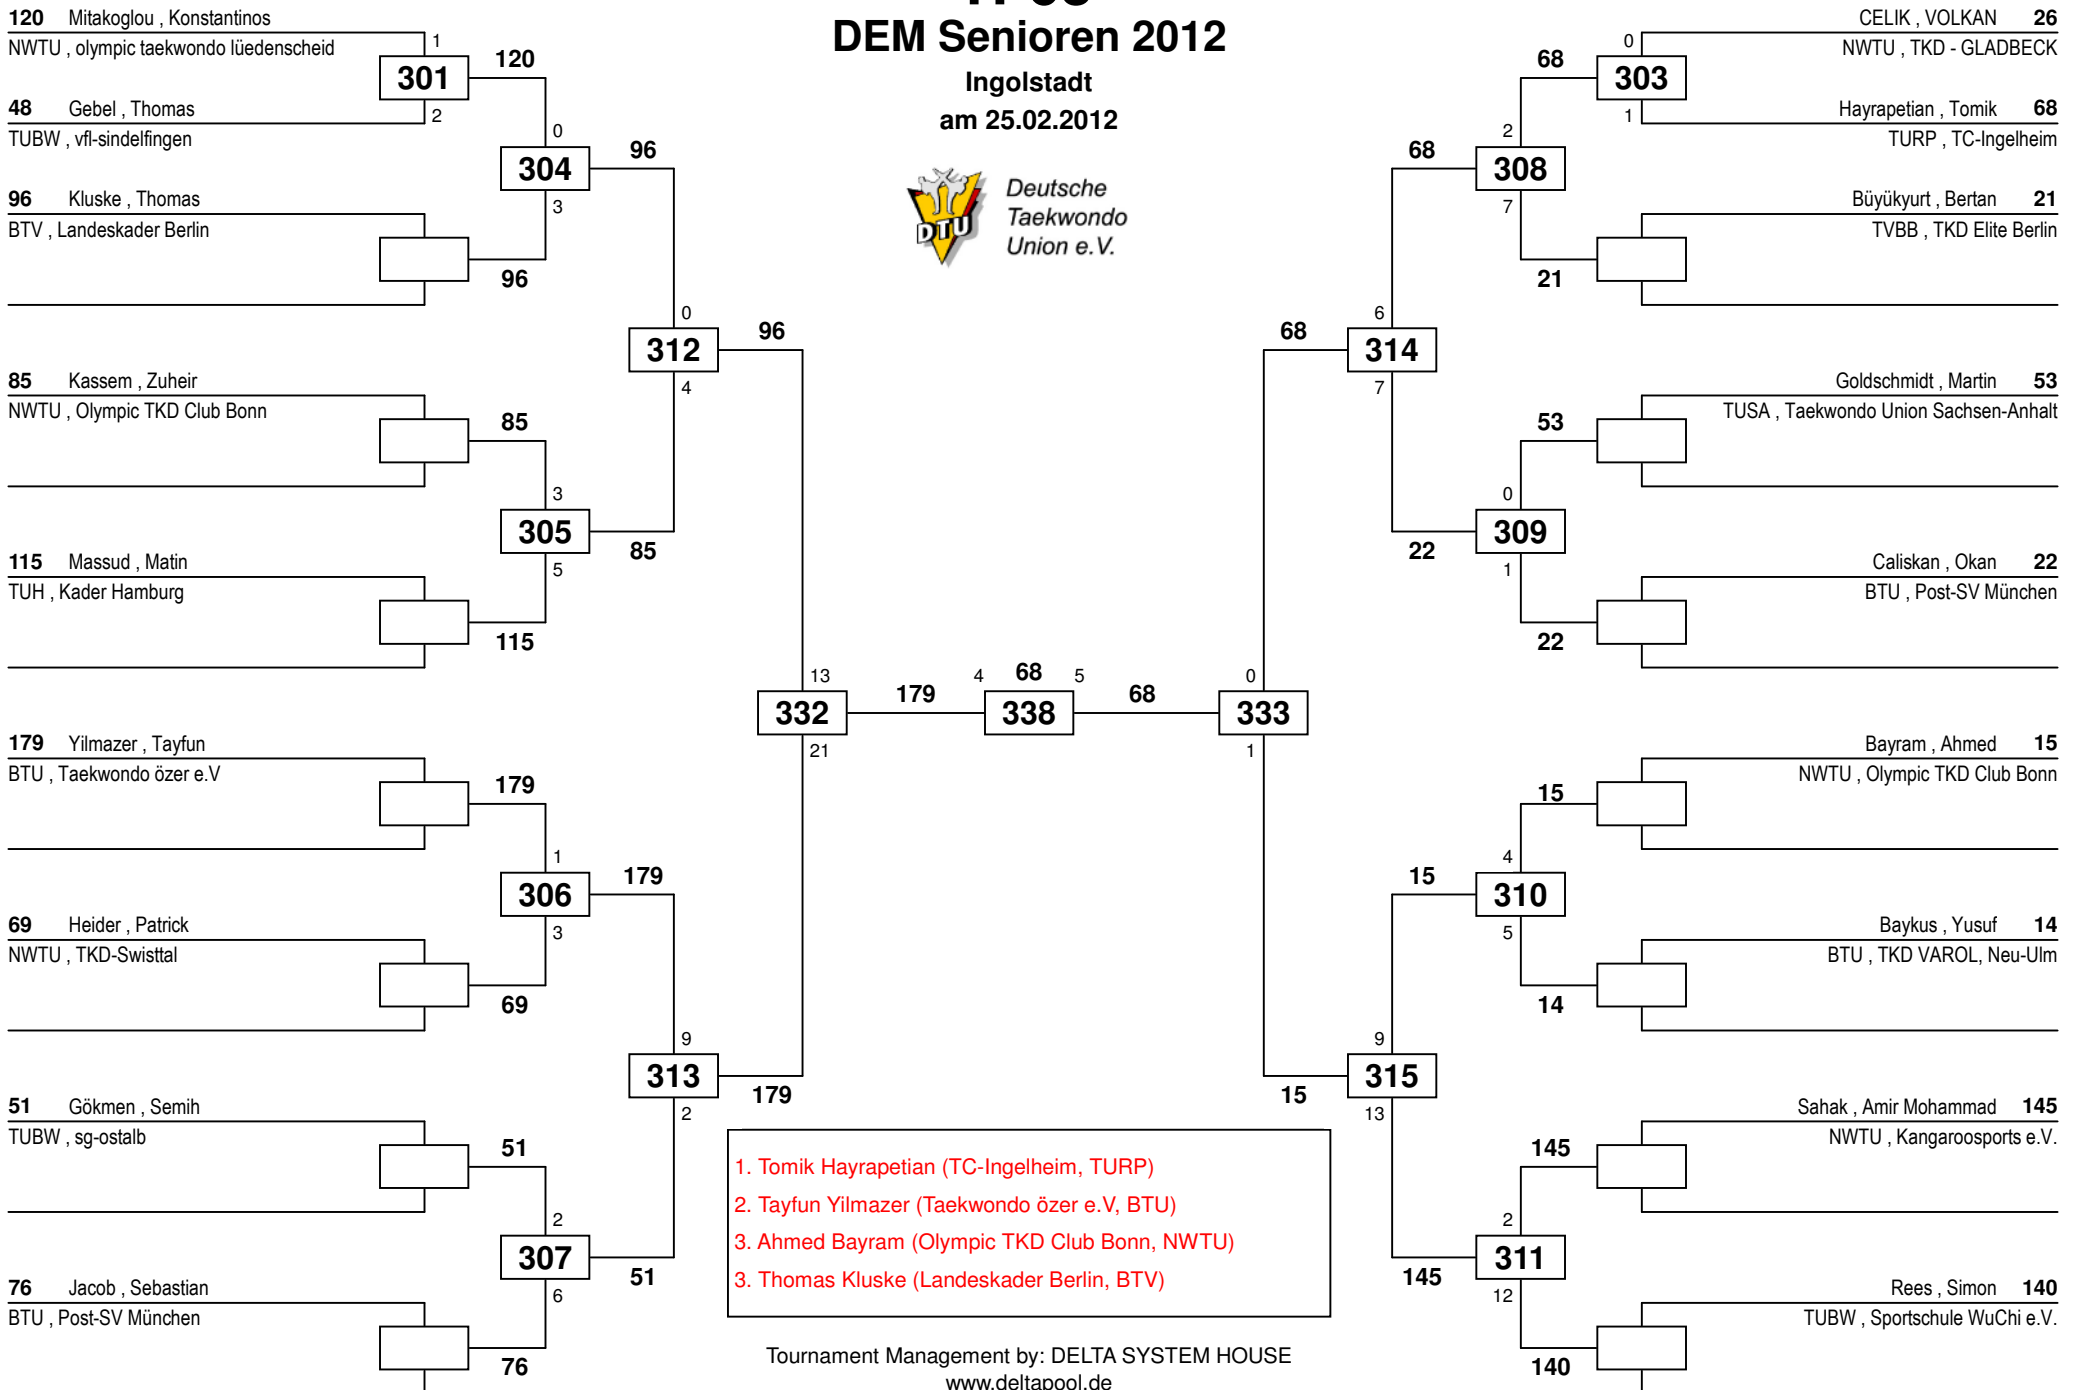 DEM Senioren 2012
Ingolstadt
am 25.02.2012
DTU
Deutsche
Taekwondo
Union e.V.
120 Mitakoglou , Konstantinos
NWTU , olympic taekwondo lüedenscheid
1
301
120
48 Gebel , Thomas
2
TUBW , vfl-sindelfingen
0
304
96
96 Kluske , Thomas
3
BTV , Landeskader Berlin
96
0
312
96
4
85 Kassem , Zuheir
NWTU , Olympic TKD Club Bonn
85
3
305
85
5
115 Massud , Matin
TUH , Kader Hamburg
115
13
332
179
21
179 Yilmazer , Tayfun
BTU , Taekwondo özer e.V
179
1
306
179
3
69 Heider , Patrick
NWTU , TKD-Swisttal
69
9
313
179
2
51 Gökmen , Semih
TUBW , sg-ostalb
51
2
307
51
6
76 Jacob , Sebastian
BTU , Post-SV München
76
4 68 5
338
CELIK , VOLKAN 26
0
NWTU , TKD - GLADBECK
68
303
Hayrapetian , Tomik 68
1
TURP , TC-Ingelheim
2
68
308
7
Büyükyurt , Bertan 21
TVBB , TKD Elite Berlin
21
6
68
314
7
Goldschmidt , Martin 53
TUSA , Taekwondo Union Sachsen-Anhalt
53
0
309
22
1
Caliskan , Okan 22
BTU , Post-SV München
22
0
68
333
1
Bayram , Ahmed 15
NWTU , Olympic TKD Club Bonn
15
4
15
310
5
Baykus , Yusuf 14
BTU , TKD VAROL, Neu-Ulm
14
9
315
15
13
Sahak , Amir Mohammad 145
NWTU , Kangaroosports e.V.
145
2
311
145
12
Rees , Simon 140
TUBW , Sportschule WuChi e.V.
140
1. Tomik Hayrapetian (TC-Ingelheim, TURP)
2. Tayfun Yilmazer (Taekwondo özer e.V, BTU)
3. Ahmed Bayram (Olympic TKD Club Bonn, NWTU)
3. Thomas Kluske (Landeskader Berlin, BTV)
Tournament Management by: DELTA SYSTEM HOUSE
www.deltapool.de